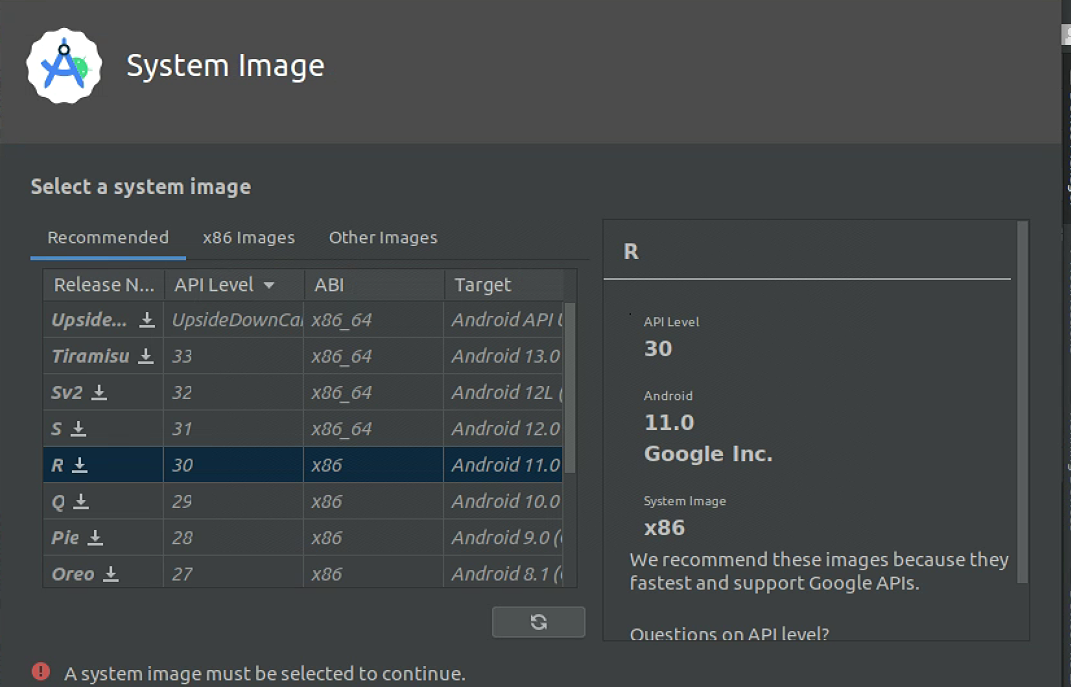 System Image
Select a system image
Recommended x86 Images Other Images
Release N... API Level ABI Target
Upside... UpsideDownCa x86_64 Android API
Tiramisu 33 x86_64 Android 13.0
Sv2 32 x86_64 Android 12L (
S 31 x86_64 Android 12.0
R 30 x86 Android 11.0
Q 29 x86 Android 10.0
Pie 28 x86 Android 9.0 (
Oreo 27 x86 Android 8.1 (
R
API Level
30
Android
11.0
Google Inc.
System Image
x86
We recommend these images because they
fastest and support Google APIs.
Questions on API level?
A system image must be selected to continue.